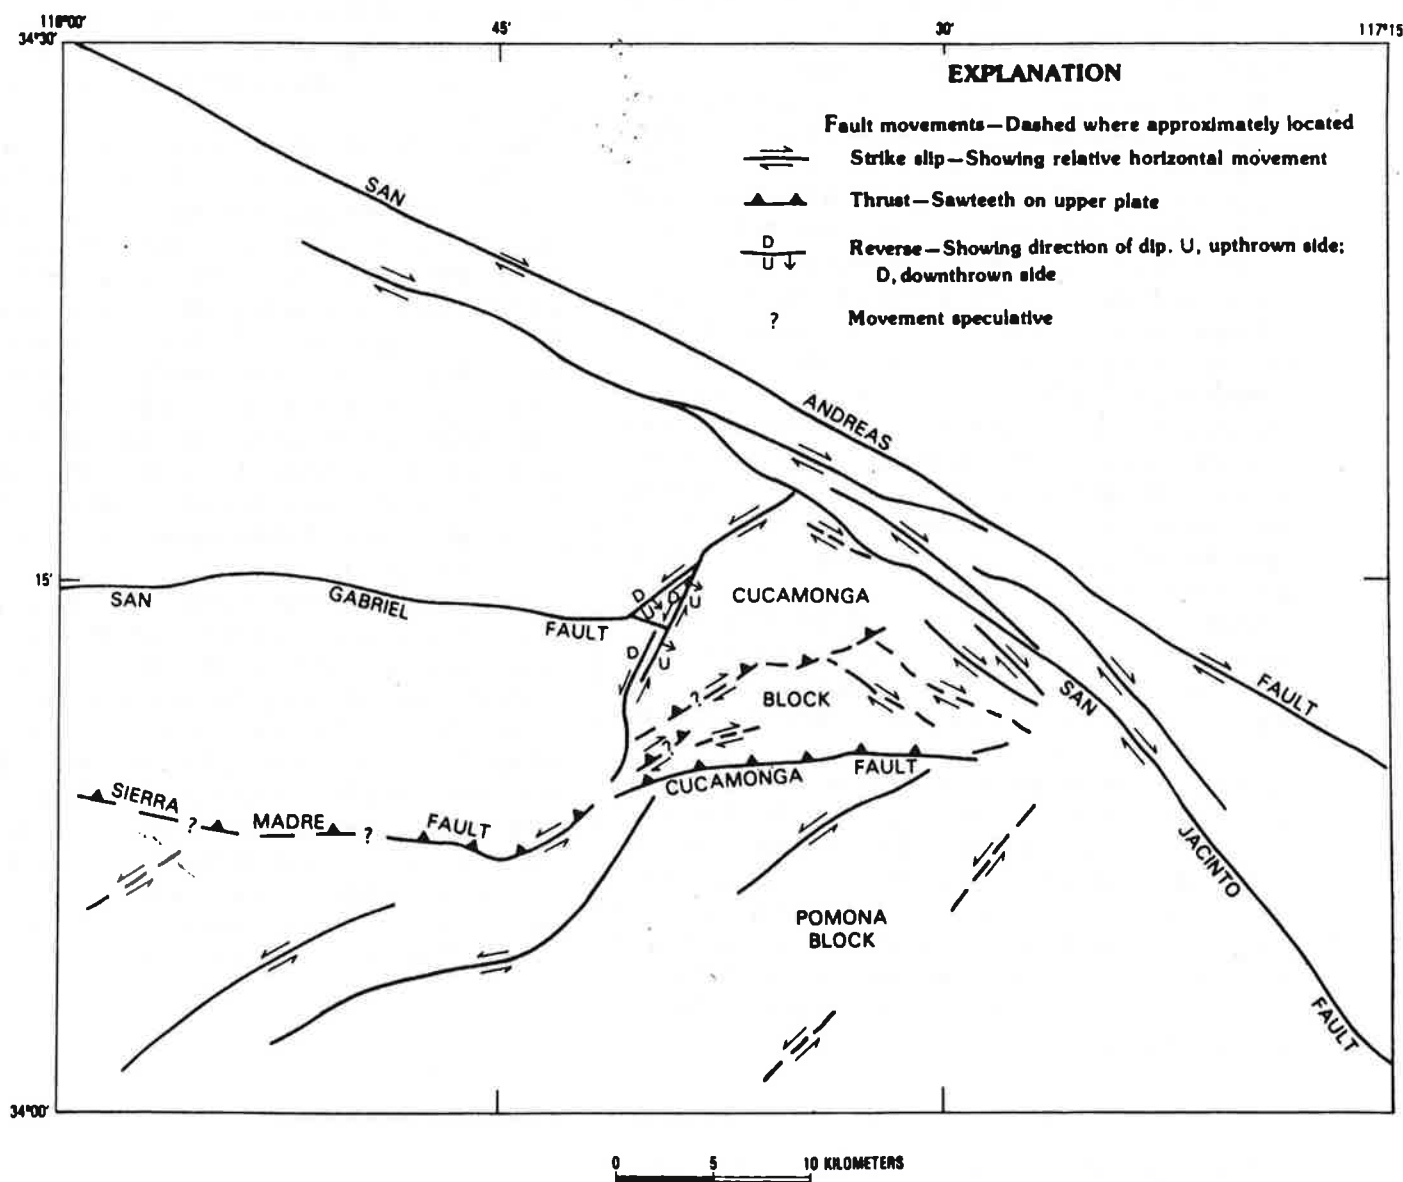 118°00'
45'
30'
117°15
34°30'
EXPLANATION
Fault movements—Dashed where approximately located
Strike slip—Showing relative horizontal movement
Thrust—Sawteeth on upper plate
D
U
Reverse—Showing direction of dip. U, upthrown side;
D, downthrown side
?
Movement speculative
SAN
ANDREAS
FAULT
15'
SAN
GABRIEL
FAULT
D
U
D
U
D
U
CUCAMONGA
BLOCK
?
?
SAN
JACINTO
FAULT
CUCAMONGA
FAULT
SIERRA
?
MADRE
?
FAULT
POMONA
BLOCK
34°00'
0
5
10 KILOMETERS